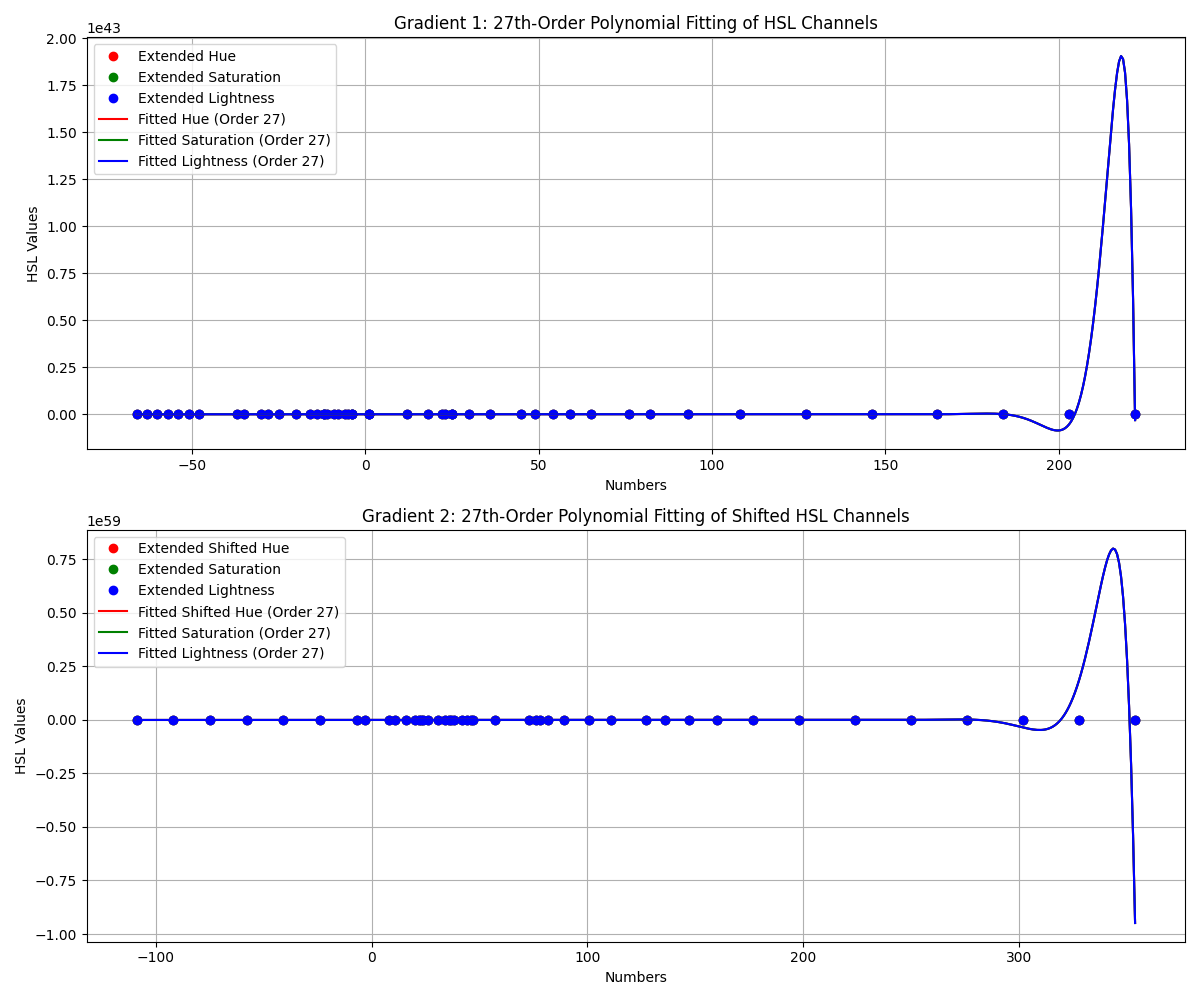 Gradient 1: 27th-Order Polynomial Fitting of HSL Channels
1e43
2.00
1.75
1.50
1.25
1.00
0.75
0.50
0.25
0.00
HSL Values
Extended Hue
Extended Saturation
Extended Lightness
Fitted Hue (Order 27)
Fitted Saturation (Order 27)
Fitted Lightness (Order 27)
−50 0 50 100 150 200
Numbers
Gradient 2: 27th-Order Polynomial Fitting of Shifted HSL Channels
1e59
0.75
0.50
0.25
0.00
−0.25
−0.50
−0.75
−1.00
HSL Values
Extended Shifted Hue
Extended Saturation
Extended Lightness
Fitted Shifted Hue (Order 27)
Fitted Saturation (Order 27)
Fitted Lightness (Order 27)
−100 0 100 200 300
Numbers